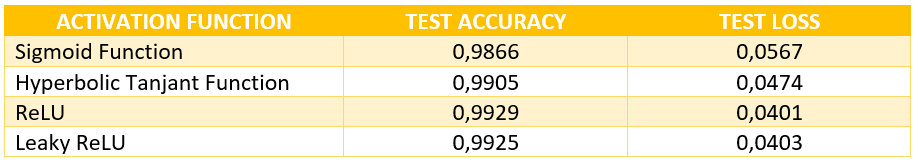 ACTIVATION FUNCTION TEST ACCURACY TEST LOSS
Sigmoid Function 0,9866 0,0567
Hyperbolic Tanjant Function 0,9905 0,0474
ReLU 0,9929 0,0401
Leaky ReLU 0,9925 0,0403